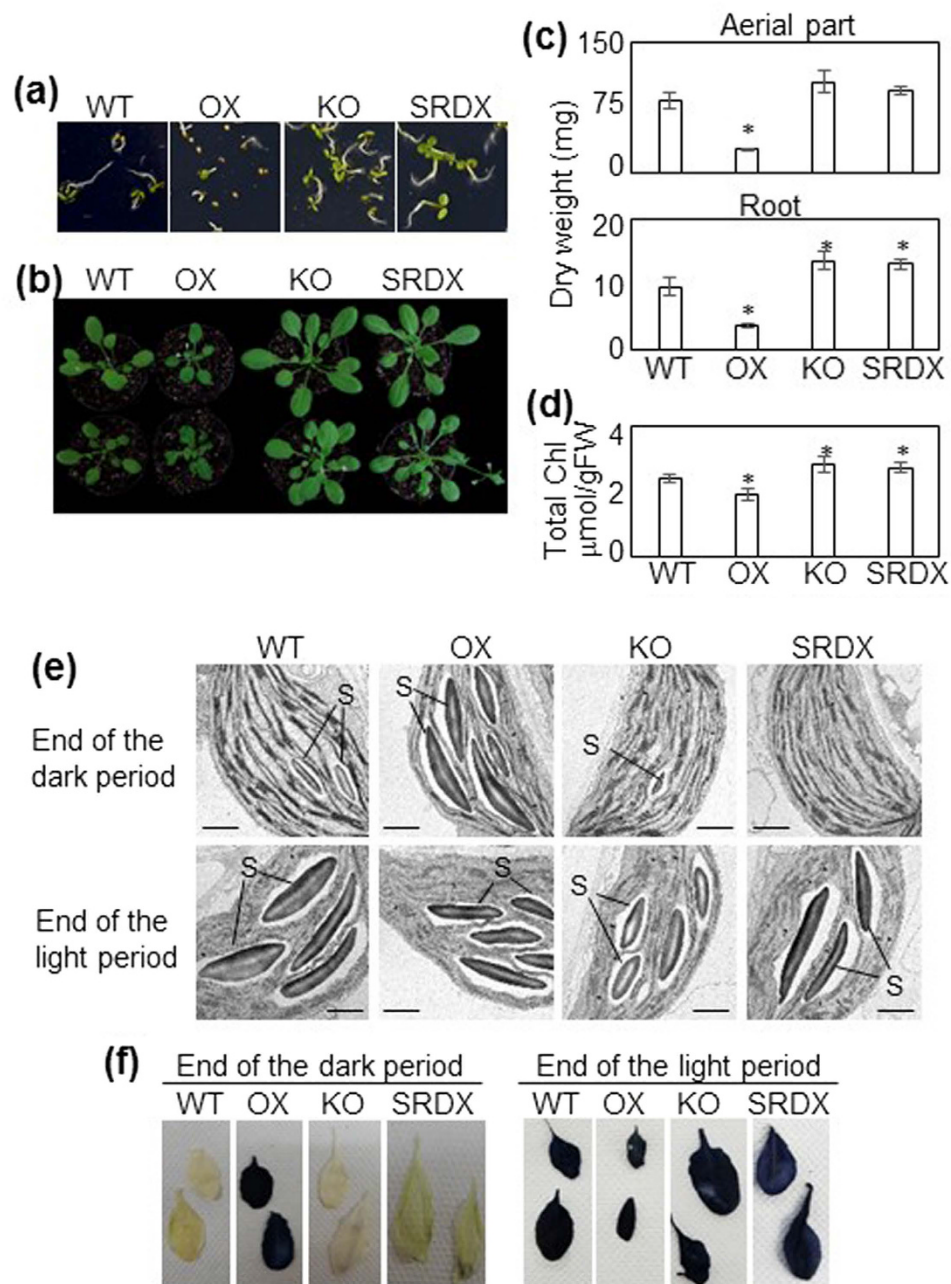 (a)
WT OX KO SRDX
(b)
WT OX KO SRDX
(c)
Aerial part
150
75
0
*
Dry weight (mg)
Root
20
10
0
* * *
WT OX KO SRDX
(d)
Total Chl
µmol/gFW
4
2
0
* * *
WT OX KO SRDX
(e)
WT OX KO SRDX
End of the
dark period
S S S
End of the
light period
S S S S
(f)
End of the dark period
WT OX KO SRDX
End of the light period
WT OX KO SRDX